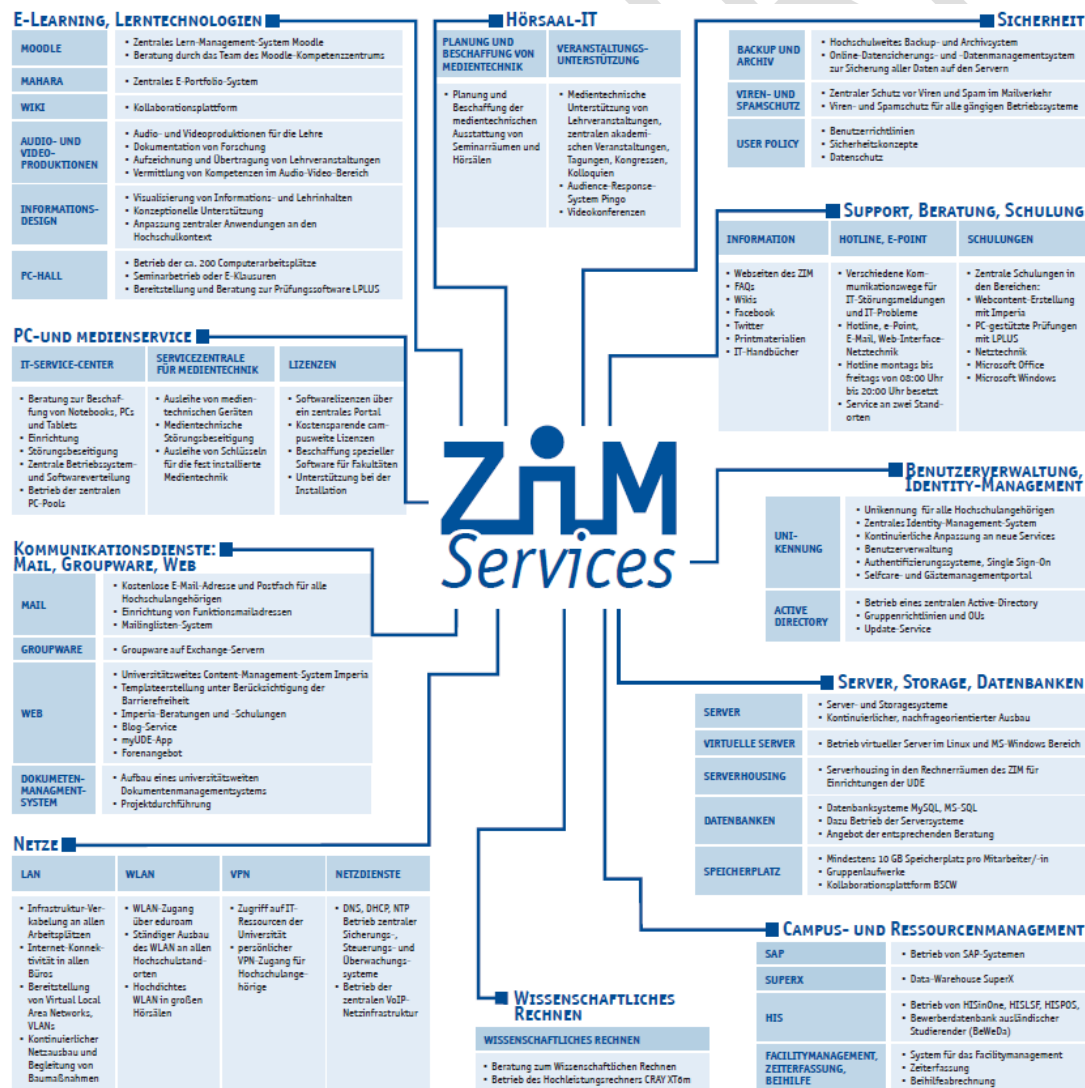 E-Learning, Lerntechnologien
MOODLE
• Zentrales Lern-Management-System Moodle
• Beratung durch das Team des Moodle-Kompetenzzentrums
MAHARA
• Zentrales E-Portfolio-System
WIKI
• Kollaborationsplattform
AUDIO- UND
VIDEO-
PRODUKTIONEN
• Audio- und Videoproduktionen für die Lehre
• Dokumentation von Forschung
• Aufzeichnung und Übertragung von Lehrveranstaltungen
• Vermittlung von Kompetenzen im Audio-Video-Bereich
INFORMATIONS-
DESIGN
• Visualisierung von Informations- und Lehrinhalten
• Konzeptionelle Unterstützung
• Anpassung zentraler Anwendungen an den
Hochschulkontext
PC-HALL
• Betrieb der ca. 200 Computerarbeitsplätze
• Seminarbetrieb oder E-Klausuren
• Bereitstellung und Beratung zur Prüfungssoftware LPLUS
Hörsaal-IT
PLANUNG UND
BESCHAFFUNG VON
MEDIENTECHNIK
• Planung und
Beschaffung der
medientechnischen
Ausstattung von
Seminarräumen und
Hörsälen
VERANSTALTUNGS-
UNTERSTÜTZUNG
• Medientechnische
Unterstützung von
Lehrveranstaltungen,
zentralen akademi-
schen Veranstaltungen,
Tagungen, Kongressen,
Kolloquien
• Audience-Response-
System Pingo
• Videokonferenzen
Sicherheit
BACKUP UND
ARCHIV
• Hochschulweites Backup- und Archivsystem
• Online-Datensicherungs- und -Datenmanagementsystem
zur Sicherung aller Daten auf den Servern
VIREN- UND
SPAMSCHUTZ
• Zentraler Schutz vor Viren und Spam im Mailverkehr
• Viren- und Spamschutz für alle gängigen Betriebssysteme
USER POLICY
• Benutzerrichtlinien
• Sicherheitskonzepte
• Datenschutz
Support, Beratung, Schulung
INFORMATION
• Webseiten des ZIM
• FAQs
• Wikis
• Facebook
• Twitter
• Printmaterialien
• IT-Handbücher
HOTLINE, E-POINT
• Verschiedene Kom-
munikationswege für
IT-Störungsmeldungen
und IT-Probleme
• Hotline, e-Point,
E-Mail, Web-Interface-
Netztechnik
• Hotline montags bis
freitags von 08:00 Uhr
bis 20:00 Uhr besetzt
• Service an zwei Stand-
orten
SCHULUNGEN
• Zentrale Schulungen in
den Bereichen:
• Webcontent-Erstellung
mit Imperia
• PC-gestützte Prüfungen
mit LPLUS
• Netztechnik
• Microsoft Office
• Microsoft Windows
PC-und medienservice
IT-SERVICE-CENTER
• Beratung zur Beschaf-
fung von Notebooks, PCs
und Tablets
• Einrichtung
• Störungsbeseitigung
• Zentrale Betriebssystem-
und Softwareverteilung
• Betrieb der zentralen
PC-Pools
SERVICEZENTRALE
FÜR MEDIENTECHNIK
• Ausleihe von medien-
technischen Geräten
• Medientechnische
Störungsbeseitigung
• Ausleihe von Schlüsseln
für die fest installierte
Medientechnik
LIZENZEN
• Softwarelizenzen über
ein zentrales Portal
• Kostensparende cam-
pusweite Lizenzen
• Beschaffung spezieller
Software für Fakultäten
• Unterstützung bei der
Installation
ZiM
Services
Benutzerverwaltung,
Identity-Management
UNI-
KENNUNG
• Unikennung für alle Hochschulangehörigen
• Zentrales Identity-Management-System
• Kontinuierliche Anpassung an neue Services
• Benutzerverwaltung
• Authentifizierungssysteme, Single Sign-On
• Selfcare- und Gästemanagementportal
ACTIVE
DIRECTORY
• Betrieb eines zentralen Active-Directory
• Gruppenrichtlinien und OUs
• Update-Service
Kommunikationsdienste:
Mail, Groupware, Web
MAIL
• Kostenlose E-Mail-Adresse und Postfach für alle
Hochschulangehörigen
• Einrichtung von Funktionsmailadressen
• Mailinglisten-System
GROUPWARE
• Groupware auf Exchange-Servern
WEB
• Universitätsweites Content-Management-System Imperia
• Templateerstellung unter Berücksichtigung der
Barrierefreiheit
• Imperia-Beratungen und -Schulungen
• Blog-Service
• myUDE-App
• Forenangebot
DOKUMETEN-
MANAGMENT-
SYSTEM
• Aufbau eines universitätsweiten
Dokumentenmanagementsystems
• Projektdurchführung
Server, Storage, Datenbanken
SERVER
• Server- und Storagesysteme
• Kontinuierlicher, nachfrageorientierter Ausbau
VIRTUELLE SERVER
• Betrieb virtueller Server im Linux und MS-Windows Bereich
SERVERHOUSING
• Serverhousing in den Rechnerräumen des ZIM für
Einrichtungen der UDE
DATENBANKEN
• Datenbanksysteme MySQL, MS-SQL
• Dazu Betrieb der Serversysteme
• Angebot der entsprechenden Beratung
SPEICHERPLATZ
• Mindestens 10 GB Speicherplatz pro Mitarbeiter/-in
• Gruppenlaufwerke
• Kollaborationsplattform BSCW
Netze
LAN
• Infrastruktur-Ver-
kabelung an allen
Arbeitsplätzen
• Internet-Konnek-
tivität in allen
Büros
• Bereitstellung
von Virtual Local
Area Networks,
VLANs
• Kontinuierlicher
Netzausbau und
Begleitung von
Baumaßnahmen
WLAN
• WLAN-Zugang
über eduroam
• Ständiger Ausbau
des WLAN an allen
Hochschulstand-
orten
• Hochdichtes
WLAN in großen
Hörsälen
VPN
• Zugriff auf IT-
Ressourcen der
Universität
• persönlicher
VPN-Zugang für
Hochschulange-
hörige
NETZDIENSTE
• DNS, DHCP, NTP
Betrieb zentraler
Sicherungs-,
Steuerungs- und
Überwachungs-
systeme
• Betrieb der
zentralen VoIP-
Netzinfrastruktur
Wissenschaftliches
Rechnen
WISSENSCHAFTLICHES RECHNEN
• Beratung zum Wissenschaftlichen Rechnen
• Betrieb des Hochleistungsrechners CRAY XT6m
Campus- und Ressourcenmanagement
SAP
• Betrieb von SAP-Systemen
SUPERX
• Data-Warehouse SuperX
HIS
• Betrieb von HISinOne, HISLSF, HISPOS,
• Bewerberdatenbank ausländischer
Studierender (BeWeDa)
FACILITYMANAGEMENT,
ZEITERFASSUNG,
BEIHILFE
• System für das Facilitymanagement
• Zeiterfassung
• Beihilfeabrechnung